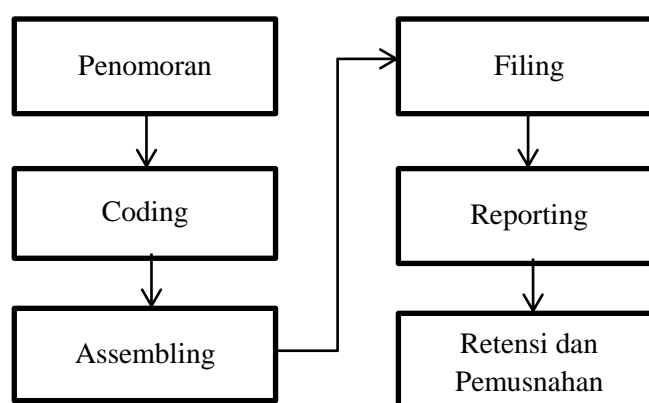 Penomoran
Coding
Assembling
Filing
Reporting
Retensi dan
Pemusnahan